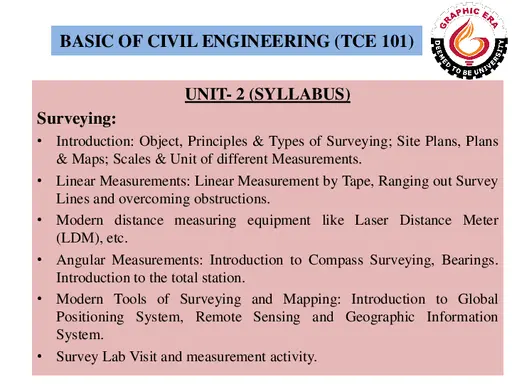 BASIC OF CIVIL ENGINEERING (TCE 101)
GRAPHIC ERA
DEEMED TO BE UNIVERSITY
UNIT- 2 (SYLLABUS)
Surveying:
• Introduction: Object, Principles & Types of Surveying; Site Plans, Plans
& Maps; Scales & Unit of different Measurements.
• Linear Measurements: Linear Measurement by Tape, Ranging out Survey
Lines and overcoming obstructions.
• Modern distance measuring equipment like Laser Distance Meter
(LDM), etc.
• Angular Measurements: Introduction to Compass Surveying, Bearings.
Introduction to the total station.
• Modern Tools of Surveying and Mapping: Introduction to Global
Positioning System, Remote Sensing and Geographic Information
System.
• Survey Lab Visit and measurement activity.